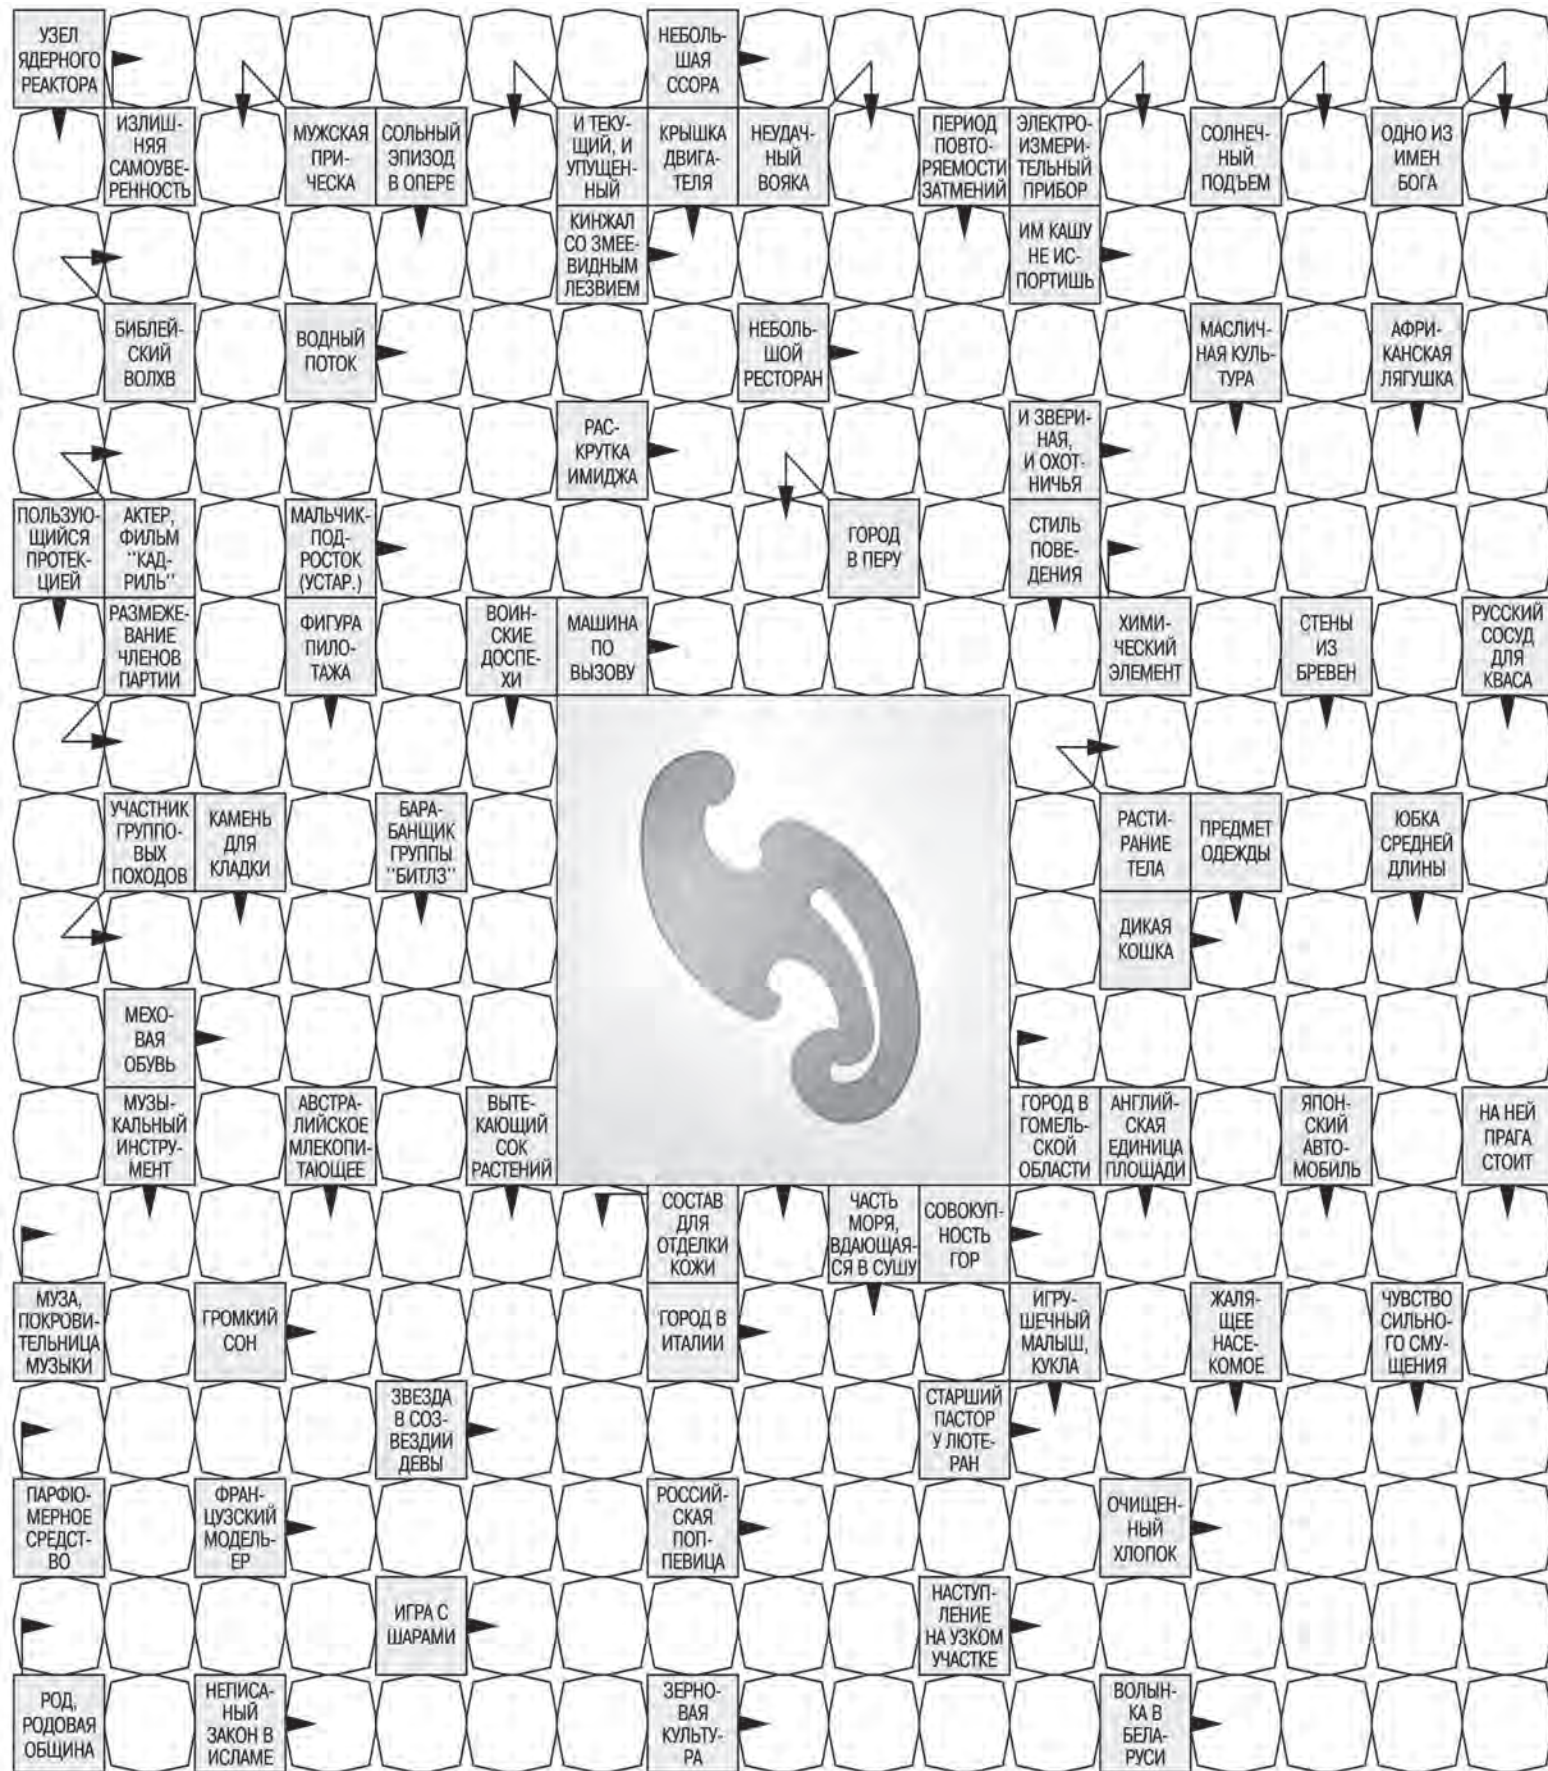 УЗЕЛ
ЯДЕРНОГО
РЕАКТОРА
НЕБОЛЬ-
ШАЯ
ССОРА
ИЗЛИШ-
НЯЯ
САМОУВЕ-
РЕННОСТЬ
МУЖСКАЯ
ПРИ-
ЧЕСКА
СОЛЬНЫЙ
ЭПИЗОД
В ОПЕРЕ
И ТЕКУ-
ЩИЙ, И
УПУЩЕН-
НЫЙ
КРЫШКА
ДВИГА-
ТЕЛЯ
НЕУДАЧ-
НЫЙ
ВОЯКА
ПЕРИОД
ПОВТО-
РЯЕМОСТИ
ЗАТМЕНИЙ
ЭЛЕКТРО-
ИЗМЕРИ-
ТЕЛЬНЫЙ
ПРИБОР
СОЛНЕЧ-
НЫЙ
ПОДЪЕМ
ОДНО ИЗ
ИМЕН
БОГА
КИНЖАЛ
СО ЗМЕЕ-
ВИДНЫМ
ЛЕЗВИЕМ
ИМ КАШУ
НЕ ИС-
ПОРТИШЬ
БИБЛЕЙ-
СКИЙ
ВОЛХВ
ВОДНЫЙ
ПОТОК
НЕБОЛЬ-
ШОЙ
РЕСТОРАН
МАСЛИЧ-
НАЯ КУЛЬ-
ТУРА
АФРИ-
КАНСКАЯ
ЛЯГУШКА
РАС-
КРУТКА
ИМИДЖА
И ЗВЕРИ-
НАЯ,
И ОХОТ-
НИЧЬЯ
ПОЛЬЗУЮ-
ЩИЙСЯ
ПРОТЕК-
ЦИЕЙ
АКТЕР,
ФИЛЬМ
"КАД-
РИЛЬ"
МАЛЬЧИК-
ПОД-
РОСТОК
(УСТАР.)
ГОРОД
В ПЕРУ
СТИЛЬ
ПОВЕ-
ДЕНИЯ
РАЗМЕЖЕ-
ВАНИЕ
ЧЛЕНОВ
ПАРТИИ
ФИГУРА
ПИЛО-
ТАЖА
ВОИН-
СКИЕ
ДОСПЕ-
ХИ
МАШИНА
ПО
ВЫЗОВУ
ХИМИ-
ЧЕСКИЙ
ЭЛЕМЕНТ
СТЕНЫ
ИЗ
БРЕВЕН
РУССКИЙ
СОСУД
ДЛЯ
КВАСА
УЧАСТНИК
ГРУППО-
ВЫХ
ПОХОДОВ
КАМЕНЬ
ДЛЯ
КЛАДКИ
БАРА-
БАНЩИК
ГРУППЫ
"БИТЛЗ"
РАСТИ-
РАНИЕ
ТЕЛА
ПРЕДМЕТ
ОДЕЖДЫ
ЮБКА
СРЕДНЕЙ
ДЛИНЫ
ДИКАЯ
КОШКА
МЕХО-
ВАЯ
ОБУВЬ
МУЗЫ-
КАЛЬНЫЙ
ИНСТРУ-
МЕНТ
АВСТРА-
ЛИЙСКОЕ
МЛЕКОПИ-
ТАЮЩЕЕ
ВЫТЕ-
КАЮЩИЙ
СОК
РАСТЕНИЙ
ГОРОД В
ГОМЕЛЬ-
СКОЙ
ОБЛАСТИ
АНГЛИЙ-
СКАЯ
ЕДИНИЦА
ПЛОЩАДИ
ЯПОН-
СКИЙ
АВТО-
МОБИЛЬ
НА НЕЙ
ПРАГА
СТОИТ
СОСТАВ
ДЛЯ
ОТДЕЛКИ
КОЖИ
ЧАСТЬ
МОРЯ,
ВДАЮЩАЯ-
СЯ В СУШУ
СОВОКУП-
НОСТЬ
ГОР
МУЗА,
ПОКРОВИ-
ТЕЛЬНИЦА
МУЗЫКИ
ГРОМКИЙ
СОН
ГОРОД В
ИТАЛИИ
ИГРУ-
ШЕЧНЫЙ
МАЛЫШ,
КУКЛА
ЖАЛЯ-
ЩЕЕ
НАСЕ-
КОМОЕ
ЧУВСТВО
СИЛЬНО-
ГО СМУ-
ЩЕНИЯ
ЗВЕЗДА
В СОЗ-
ВЕЗДИИ
ДЕВЫ
СТАРШИЙ
ПАСТОР
У ЛЮТЕ-
РАН
ПАРФЮ-
МЕРНОЕ
СРЕДСТ-
ВО
ФРАН-
ЦУЗСКИЙ
МОДЕЛЬ-
ЕР
РОССИЙ-
СКАЯ
ПОП-
ПЕВИЦА
ОЧИЩЕН-
НЫЙ
ХЛОПОК
ИГРА С
ШАРАМИ
НАСТУП-
ЛЕНИЕ
НА УЗКОМ
УЧАСТКЕ
РОД,
РОДОВАЯ
ОБЩИНА
НЕПИСА-
НЫЙ
ЗАКОН В
ИСЛАМЕ
ЗЕРНО-
ВАЯ
КУЛЬТУ-
РА
ВОЛЫН-
КА В
БЕЛА-
РУСИ